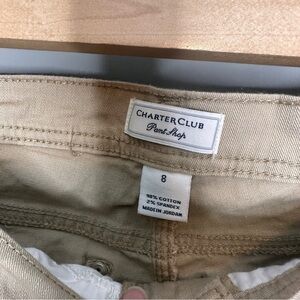 CHARTER CLUB
Pant Shop
8
98% COTTON
2% SPANDEX
MADE IN JORDAN